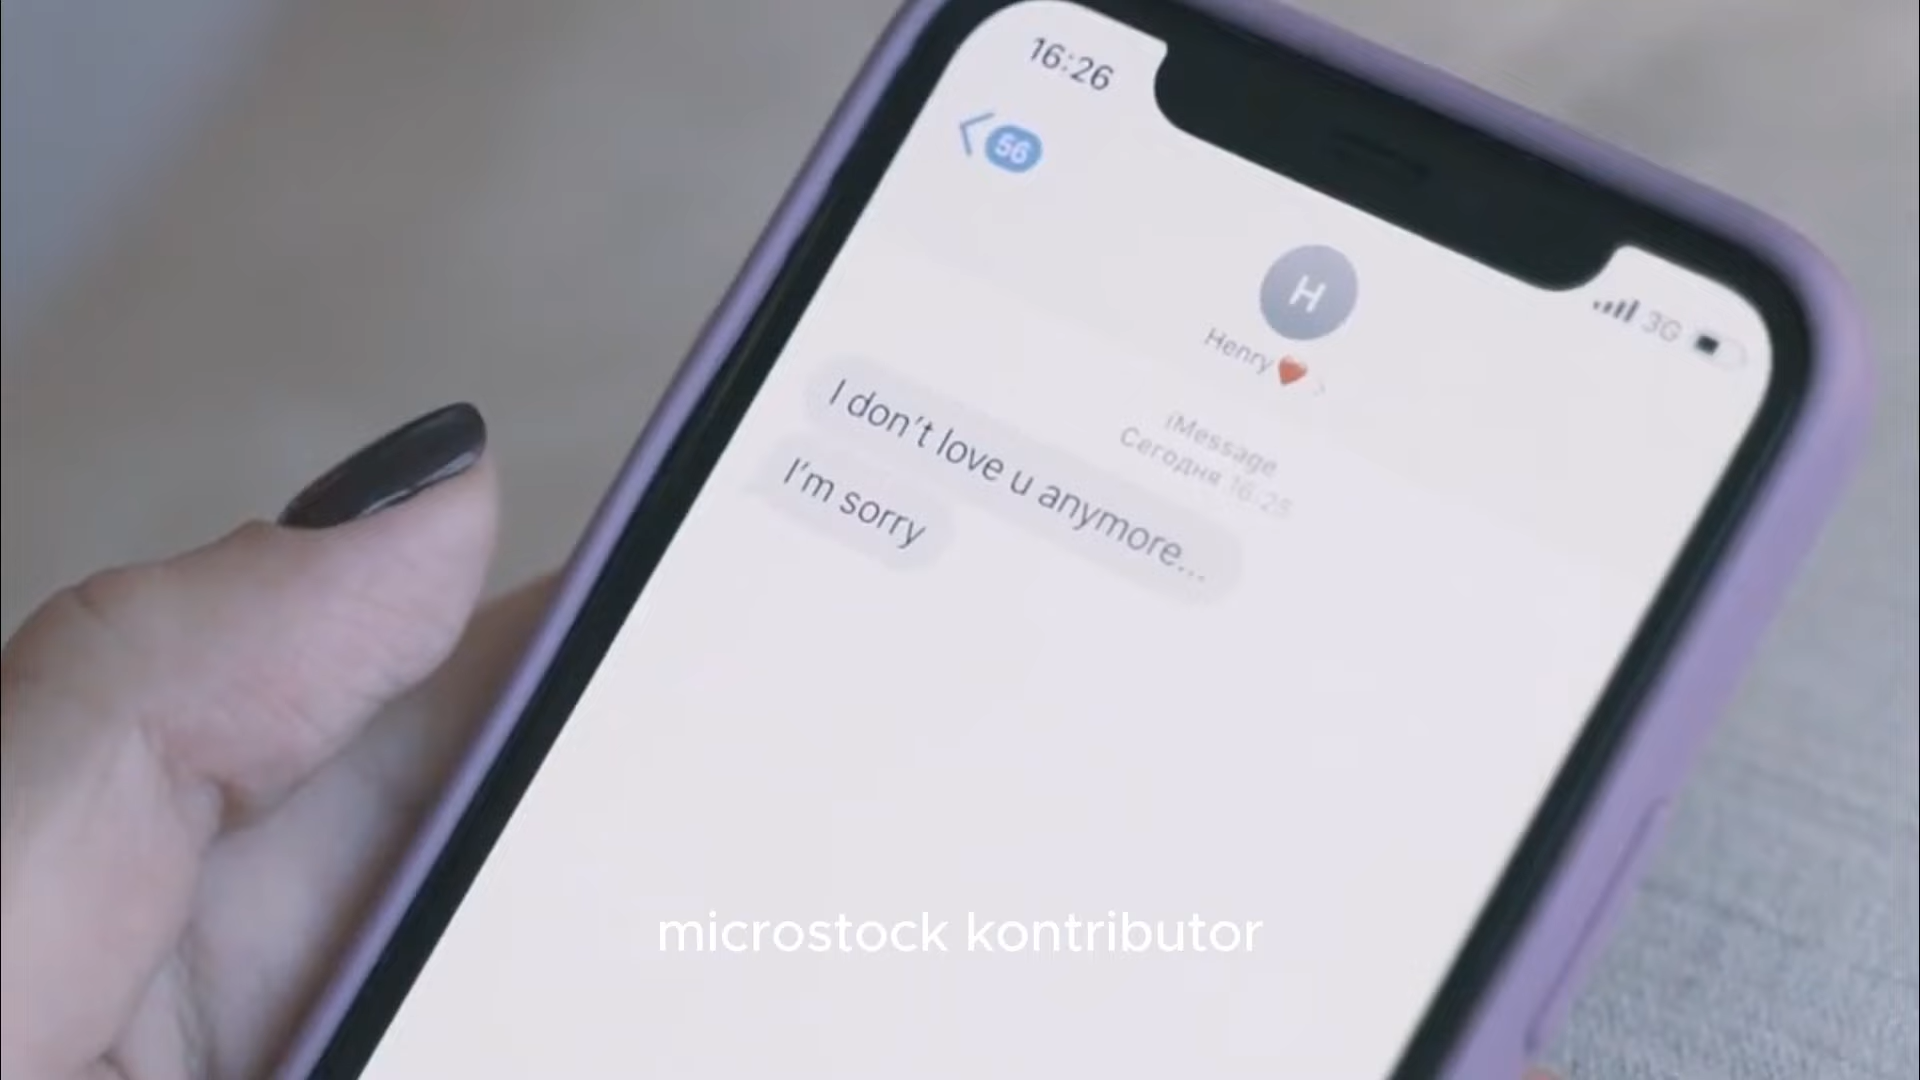 16:26
56
3G
H
Henry❤️
iMessage
Сегодня 16:25
I don't love u anymore...
I'm sorry
microstock kontributor